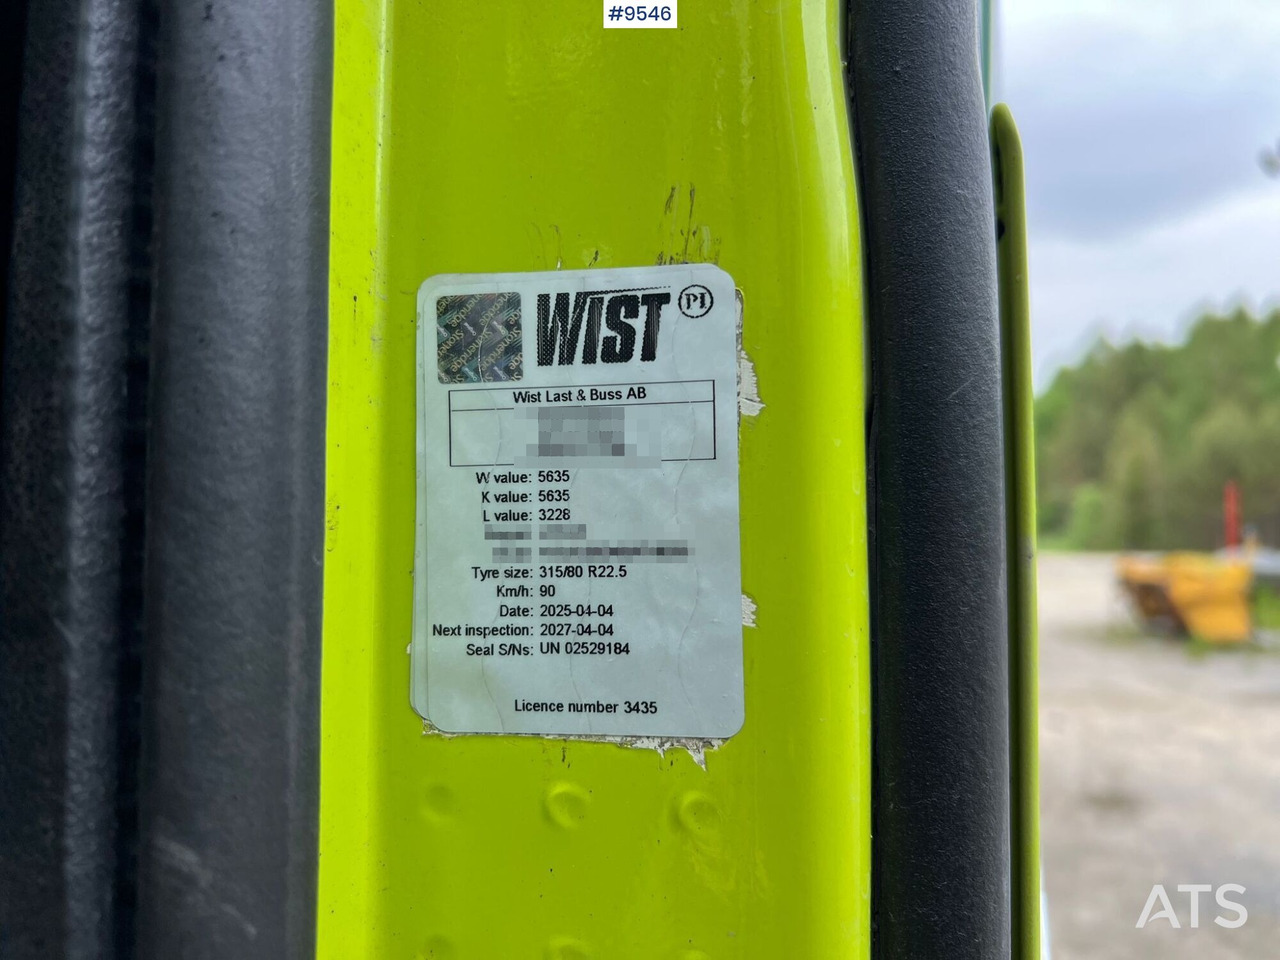 #9546
WIST PI
Wist Last & Buss AB
W value: 5635
K value: 5635
L value: 3228
Tyre size: 315/80 R22.5
Km/h: 90
Date: 2025-04-04
Next inspection: 2027-04-04
Seal S/Ns: UN 02529184
Licence number 3435
ATS